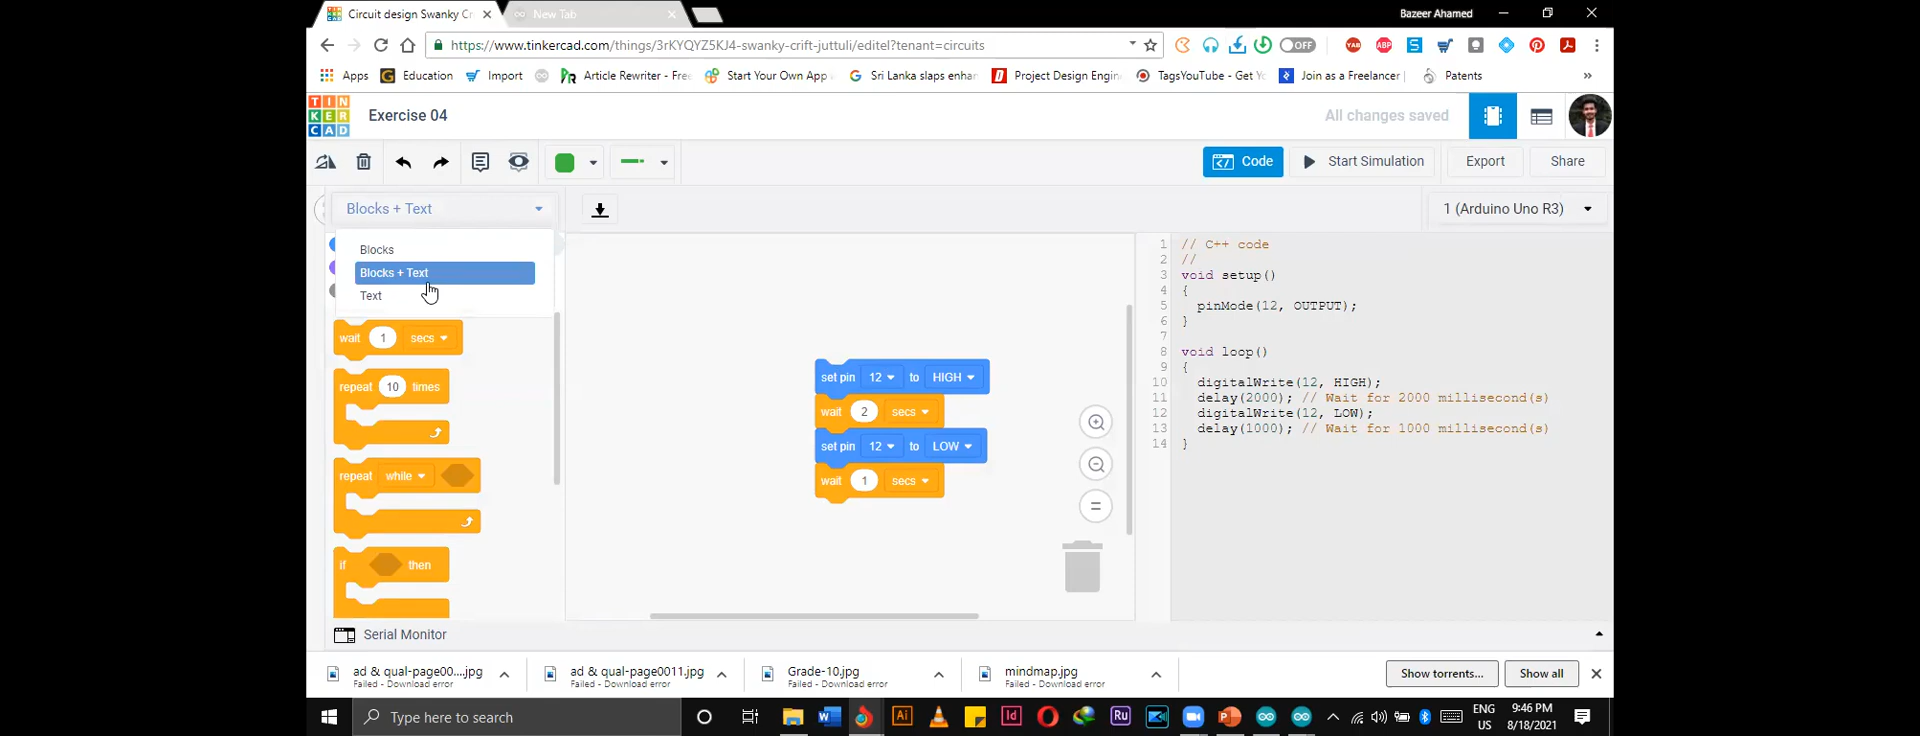 Circuit design Swanky Cr
New Tab
Bazeer Ahamed
https://www.tinkercad.com/things/3rKYQYZ5KJ4-swanky-crift-juttuli/editel?tenant=circuits
OFF
YAB
ABP
Apps
Education
Import
Article Rewriter - Fre
Start Your Own App
Sri Lanka slaps enha
Project Design Engin
TagsYouTube - Get Yo
Join as a Freelancer
Patents
»
TIN
KER
CAD
Exercise 04
All changes saved
Code
Start Simulation
Export
Share
Blocks + Text
1 (Arduino Uno R3)
Blocks
Blocks + Text
Text
wait 1 secs
repeat 10 times
repeat while
if then
set pin 12 to HIGH
wait 2 secs
set pin 12 to LOW
wait 1 secs
1 // C++ code
2 //
3 void setup()
4 {
5 pinMode(12, OUTPUT);
6 }
7
8 void loop()
9 {
10 digitalWrite(12, HIGH);
11 delay(2000); // Wait for 2000 millisecond(s)
12 digitalWrite(12, LOW);
13 delay(1000); // Wait for 1000 millisecond(s)
14 }
Serial Monitor
ad & qual-page00....jpg
Failed - Download error
ad & qual-page0011.jpg
Failed - Download error
Grade-10.jpg
Failed - Download error
mindmap.jpg
Failed - Download error
Show torrents...
Show all
Type here to search
Ai
Id
Ru
ENG
US
9:46 PM
8/18/2021